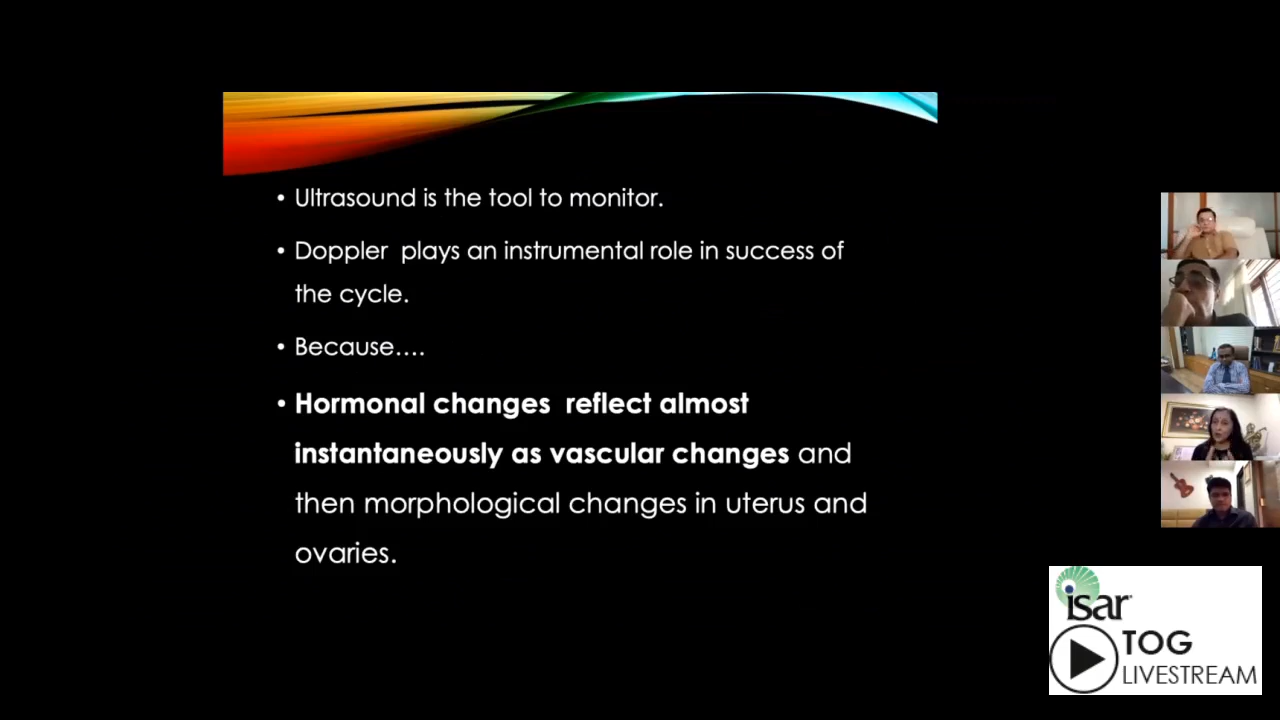 • Ultrasound is the tool to monitor.
• Doppler plays an instrumental role in success of
the cycle.
• Because....
• Hormonal changes reflect almost
instantaneously as vascular changes and
then morphological changes in uterus and
ovaries.
isar
TOG
LIVESTREAM